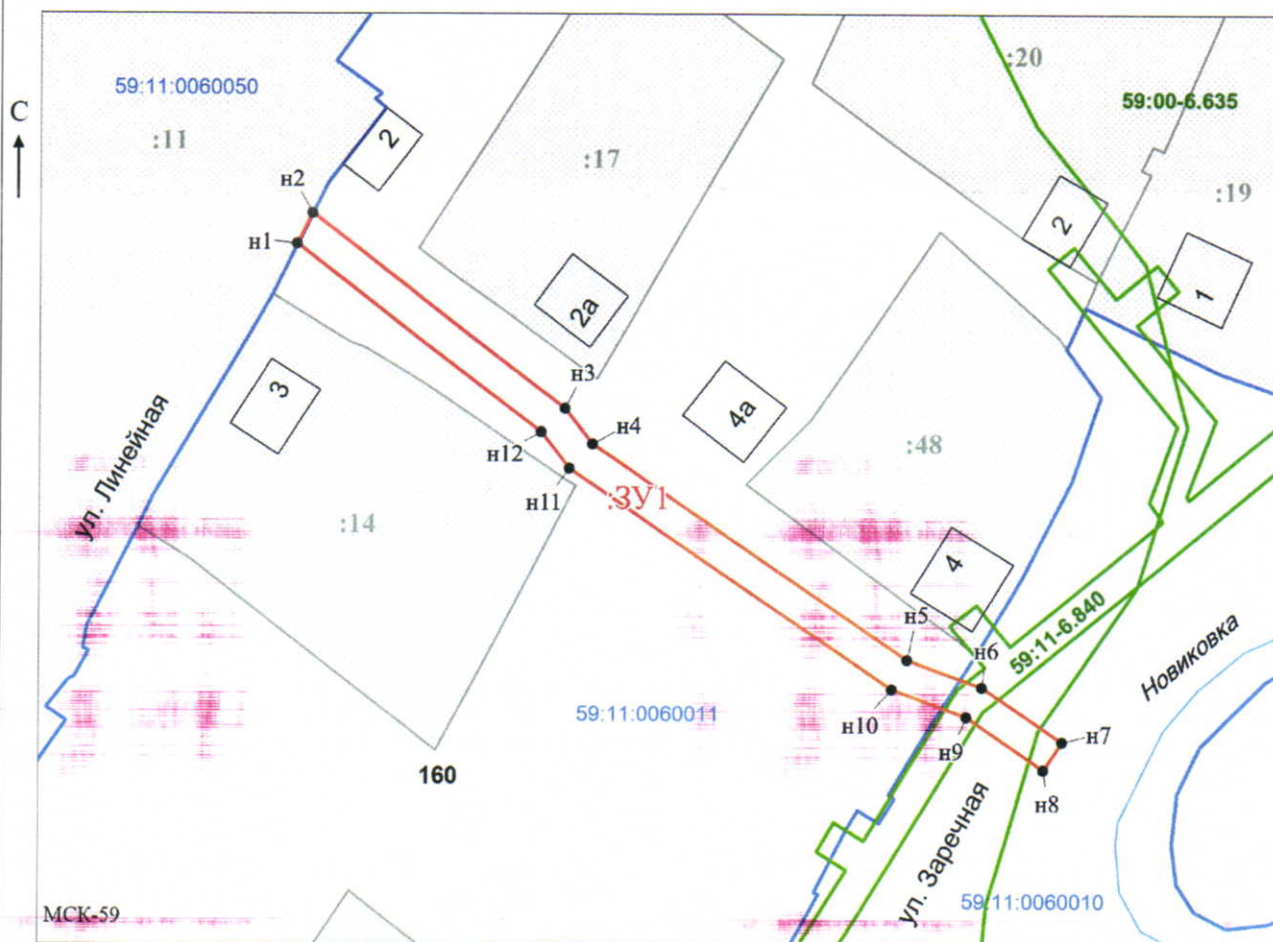 59:11:0060050
:20
59:00-6.635
С
:11
2
:17
:19
н2
2
н1
2а
1
3
н3
4а
н4
:48
ул. Линейная
н12
н11
:ЗУ1
:14
4
н5
н6
59:11-6.840
Новиковка
59:11:0060011
н10
н9
н7
160
н8
ул. Заречная
59:11:0060010
МСК-59